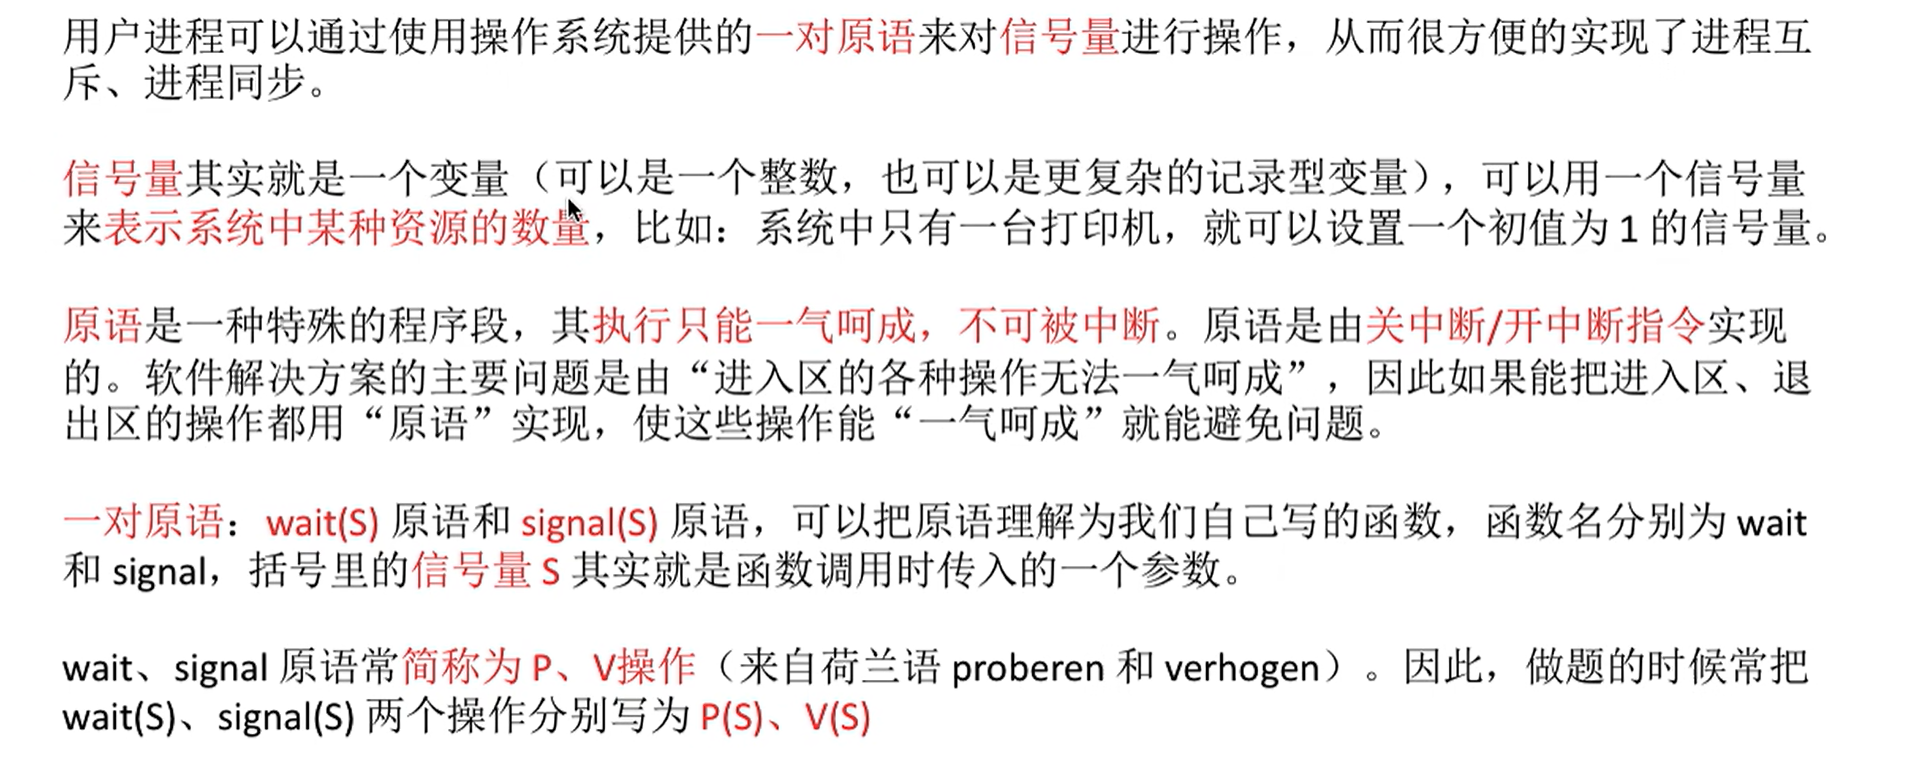 用户进程可以通过使用操作系统提供的一对原语来对信号量进行操作，从而很方便的实现了进程互
斥、进程同步。
信号量其实就是一个变量（可以是一个整数，也可以是更复杂的记录型变量），可以用一个信号量
来表示系统中某种资源的数量，比如：系统中只有一台打印机，就可以设置一个初值为 1 的信号量。
原语是一种特殊的程序段，其执行只能一气呵成，不可被中断。原语是由关中断/开中断指令实现
的。软件解决方案的主要问题是由“进入区的各种操作无法一气呵成”，因此如果能把进入区、退
出区的操作都用“原语”实现，使这些操作能“一气呵成”就能避免问题。
一对原语：wait(S) 原语和 signal(S) 原语，可以把原语理解为我们自己写的函数，函数名分别为 wait
和 signal，括号里的信号量 S 其实就是函数调用时传入的一个参数。
wait、signal 原语常简称为 P、V操作（来自荷兰语 proberen 和 verhogen）。因此，做题的时候常把
wait(S)、signal(S) 两个操作分别写为 P(S)、V(S)